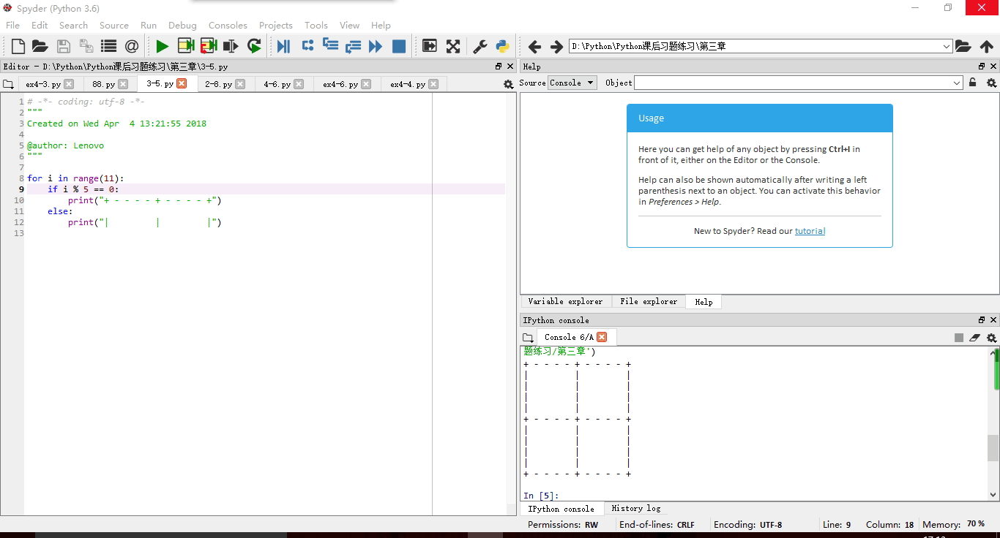 Spyder (Python 3.6)
File Edit Search Source Run Debug Consoles Projects Tools View Help
D:\Python\Python课后习题练习\第三章
Editor - D:\Python\Python课后习题练习\第三章\3-5.py
ex4-3.py 88.py 3-5.py 2-8.py 4-6.py ex4-6.py ex4-4.py
1 # -*- coding: utf-8 -*-
2 """
3 Created on Wed Apr  4 13:21:55 2018
4
5 @author: Lenovo
6 """
7
8 for i in range(11):
9     if i % 5 == 0:
10         print("+ - - - - + - - - - +")
11     else:
12         print("|         |         |")
13
Help
Source Console Object
Usage
Here you can get help of any object by pressing Ctrl+I in
front of it, either on the Editor or the Console.
Help can also be shown automatically after writing a left
parenthesis next to an object. You can activate this behavior
in Preferences > Help.
New to Spyder? Read our tutorial
Variable explorer File explorer Help
IPython console
Console 6/A
题练习/第三章')
+ - - - - + - - - - +
|         |         |
|         |         |
|         |         |
|         |         |
+ - - - - + - - - - +
|         |         |
|         |         |
|         |         |
|         |         |
+ - - - - + - - - - +
In [5]:
IPython console History log
Permissions: RW End-of-lines: CRLF Encoding: UTF-8 Line: 9 Column: 18 Memory: 70 %